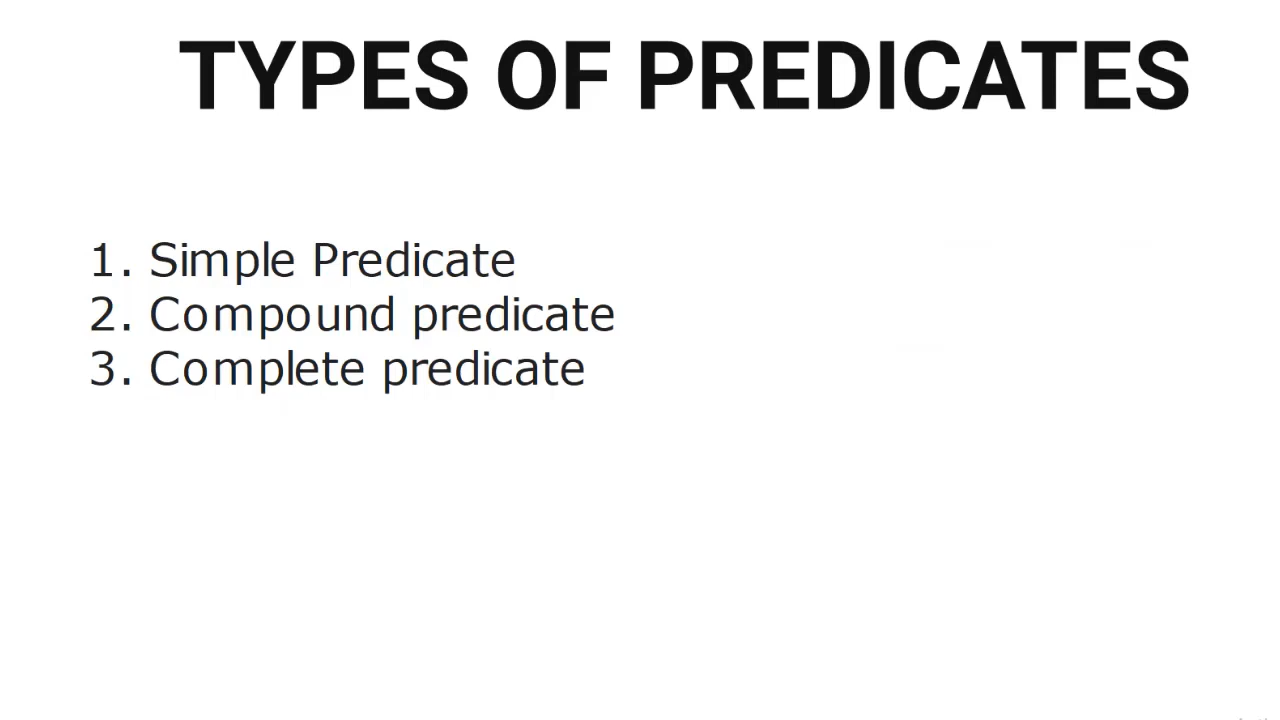 TYPES OF PREDICATES
1. Simple Predicate
2. Compound predicate
3. Complete predicate